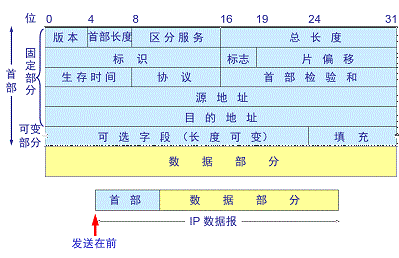 位 0 4 8 16 19 24 31
版本 首部长度 区分服务 总长度
标识 标志 片偏移
生存时间 协议 首部检验和
源地址
目的地址
可选字段（长度可变） 填充
数据部分
首部
固定部分
可变部分
首部 数据部分
IP 数据报
发送在前